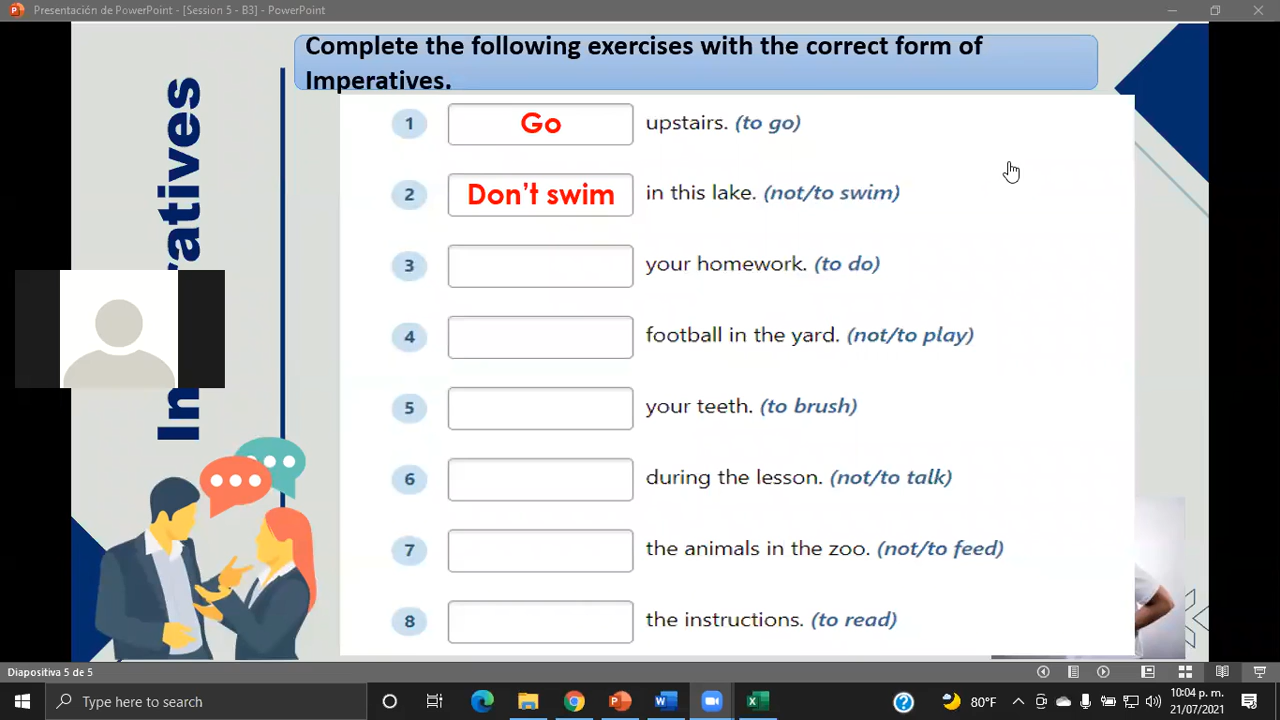 Presentación de PowerPoint - [Session 5 - B3] - PowerPoint
Complete the following exercises with the correct form of
Imperatives.
1 Go upstairs. (to go)
2 Don't swim in this lake. (not/to swim)
3 your homework. (to do)
4 football in the yard. (not/to play)
5 your teeth. (to brush)
6 during the lesson. (not/to talk)
7 the animals in the zoo. (not/to feed)
8 the instructions. (to read)
Diapositiva 5 de 5
Type here to search
80°F
10:04 p. m.
21/07/2021